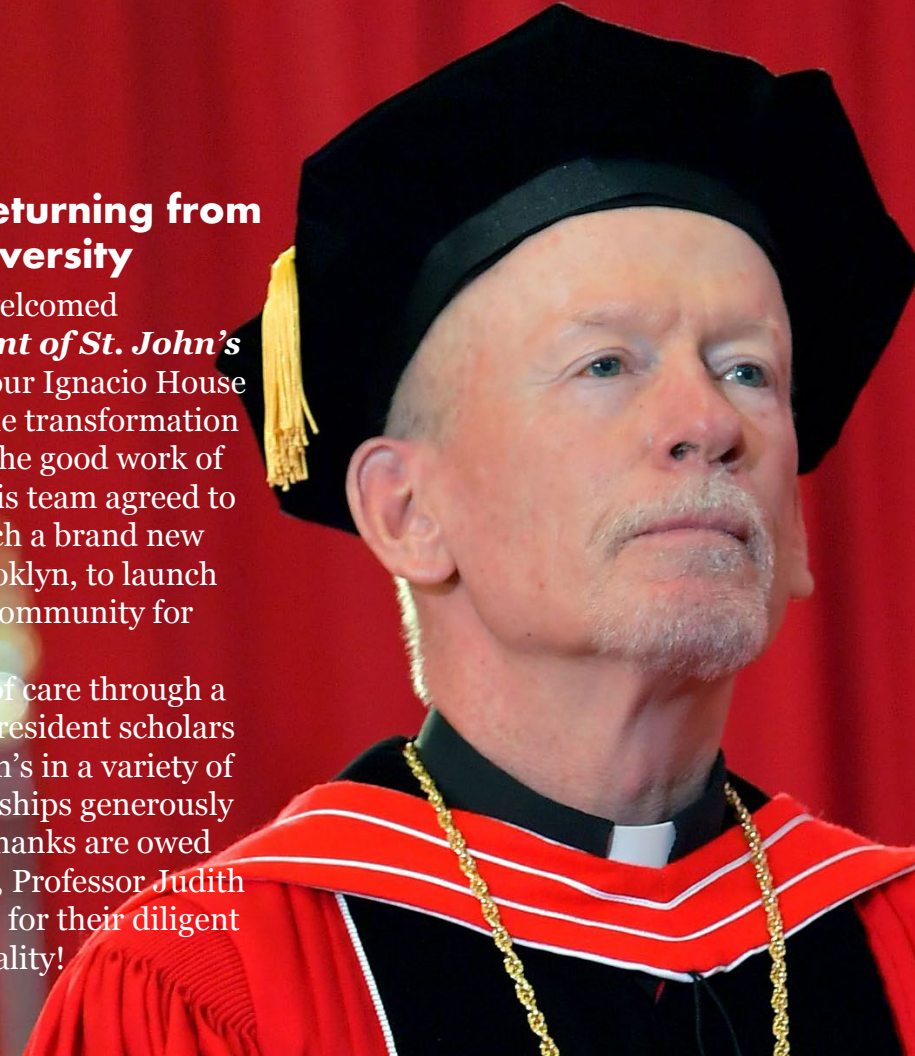 eturning from
versity
elcomed
nt of St. John’s
our Ignacio House
e transformation
he good work of
is team agreed to
ch a brand new
oklyn, to launch
ommunity for
of care through a
resident scholars
n’s in a variety of
ships generously
hanks are owed
, Professor Judith
for their diligent
ality!